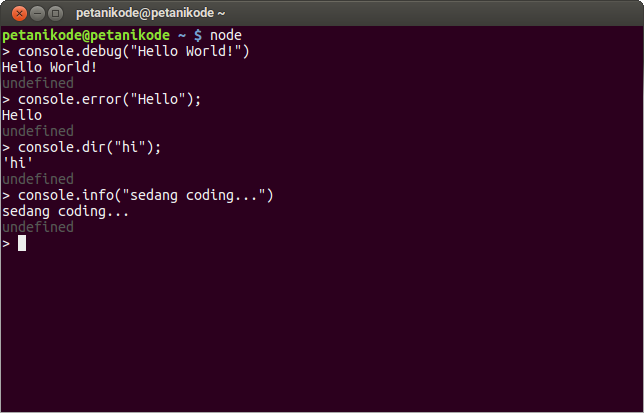 petanikode@petanikode ~
petanikode@petanikode ~ $ node
> console.debug("Hello World!")
Hello World!
undefined
> console.error("Hello");
Hello
undefined
> console.dir("hi");
'hi'
undefined
> console.info("sedang coding...")
sedang coding...
undefined
>